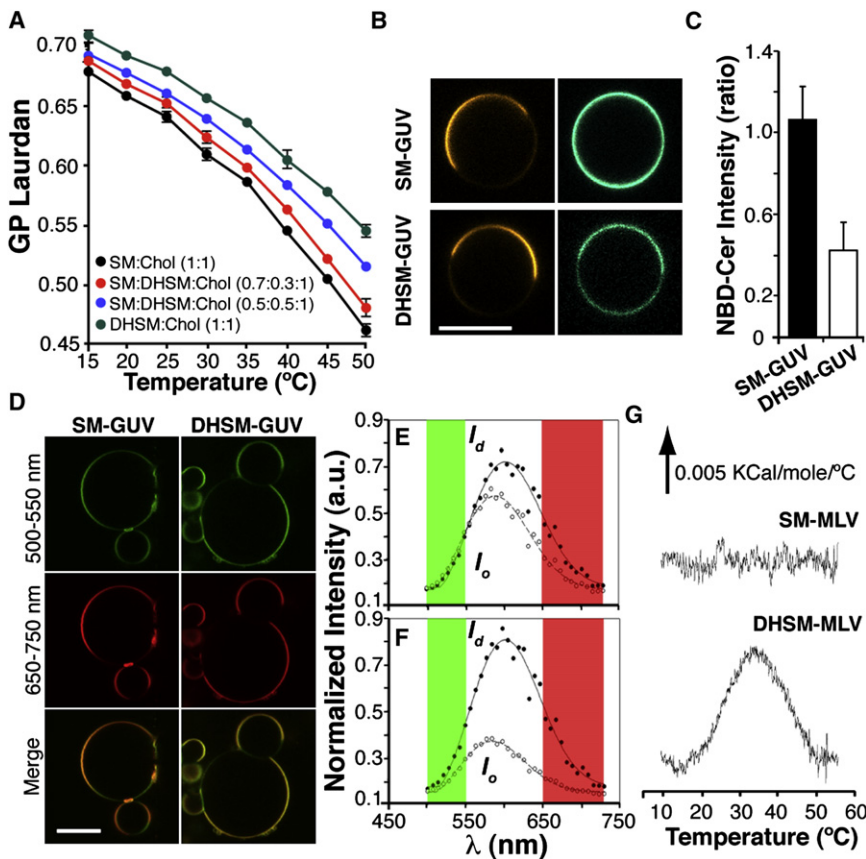 A
GP Laurdan
0.70
0.65
0.60
0.55
0.50
0.45
SM:Chol (1:1)
SM:DHSM:Chol (0.7:0.3:1)
SM:DHSM:Chol (0.5:0.5:1)
DHSM:Chol (1:1)
15 20 25 30 35 40 45 50
Temperature (ºC)
B
SM-GUV
DHSM-GUV
C
NBD-Cer Intensity (ratio)
1.4
1.0
0.6
0.4
0.2
0
SM-GUV
DHSM-GUV
D
SM-GUV DHSM-GUV
500-550 nm
650-750 nm
Merge
Normalized Intensity (a.u.)
E
0.9
0.7
0.5
0.3
0.1
Id
Io
F
0.9
0.7
0.5
0.3
0.1
Id
Io
450 550 650 750
λ (nm)
G
0.005 KCal/mole/ºC
SM-MLV
DHSM-MLV
10 20 30 40 50 60
Temperature (ºC)